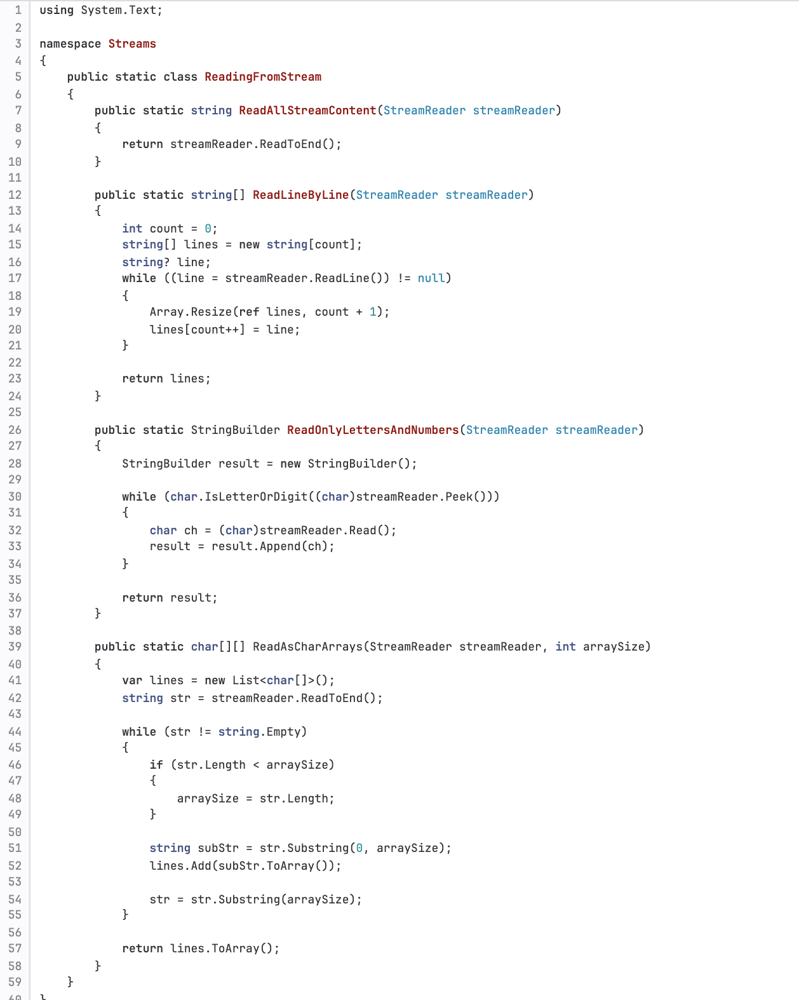 1 using System.Text;
2
3 namespace Streams
4 {
5     public static class ReadingFromStream
6     {
7         public static string ReadAllStreamContent(StreamReader streamReader)
8         {
9             return streamReader.ReadToEnd();
10         }
11
12         public static string[] ReadLineByLine(StreamReader streamReader)
13         {
14             int count = 0;
15             string[] lines = new string[count];
16             string? line;
17             while ((line = streamReader.ReadLine()) != null)
18             {
19                 Array.Resize(ref lines, count + 1);
20                 lines[count++] = line;
21             }
22
23             return lines;
24         }
25
26         public static StringBuilder ReadOnlyLettersAndNumbers(StreamReader streamReader)
27         {
28             StringBuilder result = new StringBuilder();
29
30             while (char.IsLetterOrDigit((char)streamReader.Peek()))
31             {
32                 char ch = (char)streamReader.Read();
33                 result = result.Append(ch);
34             }
35
36             return result;
37         }
38
39         public static char[][] ReadAsCharArrays(StreamReader streamReader, int arraySize)
40         {
41             var lines = new List<char[]>();
42             string str = streamReader.ReadToEnd();
43
44             while (str != string.Empty)
45             {
46                 if (str.Length < arraySize)
47                 {
48                     arraySize = str.Length;
49                 }
50
51                 string subStr = str.Substring(0, arraySize);
52                 lines.Add(subStr.ToArray());
53
54                 str = str.Substring(arraySize);
55             }
56
57             return lines.ToArray();
58         }
59     }
60 }